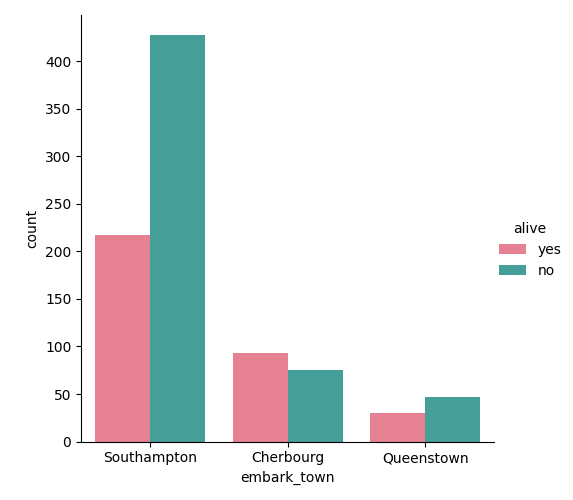 400
350
300
250
200
150
100
50
0
count
Southampton
Cherbourg
Queenstown
embark_town
alive
yes
no